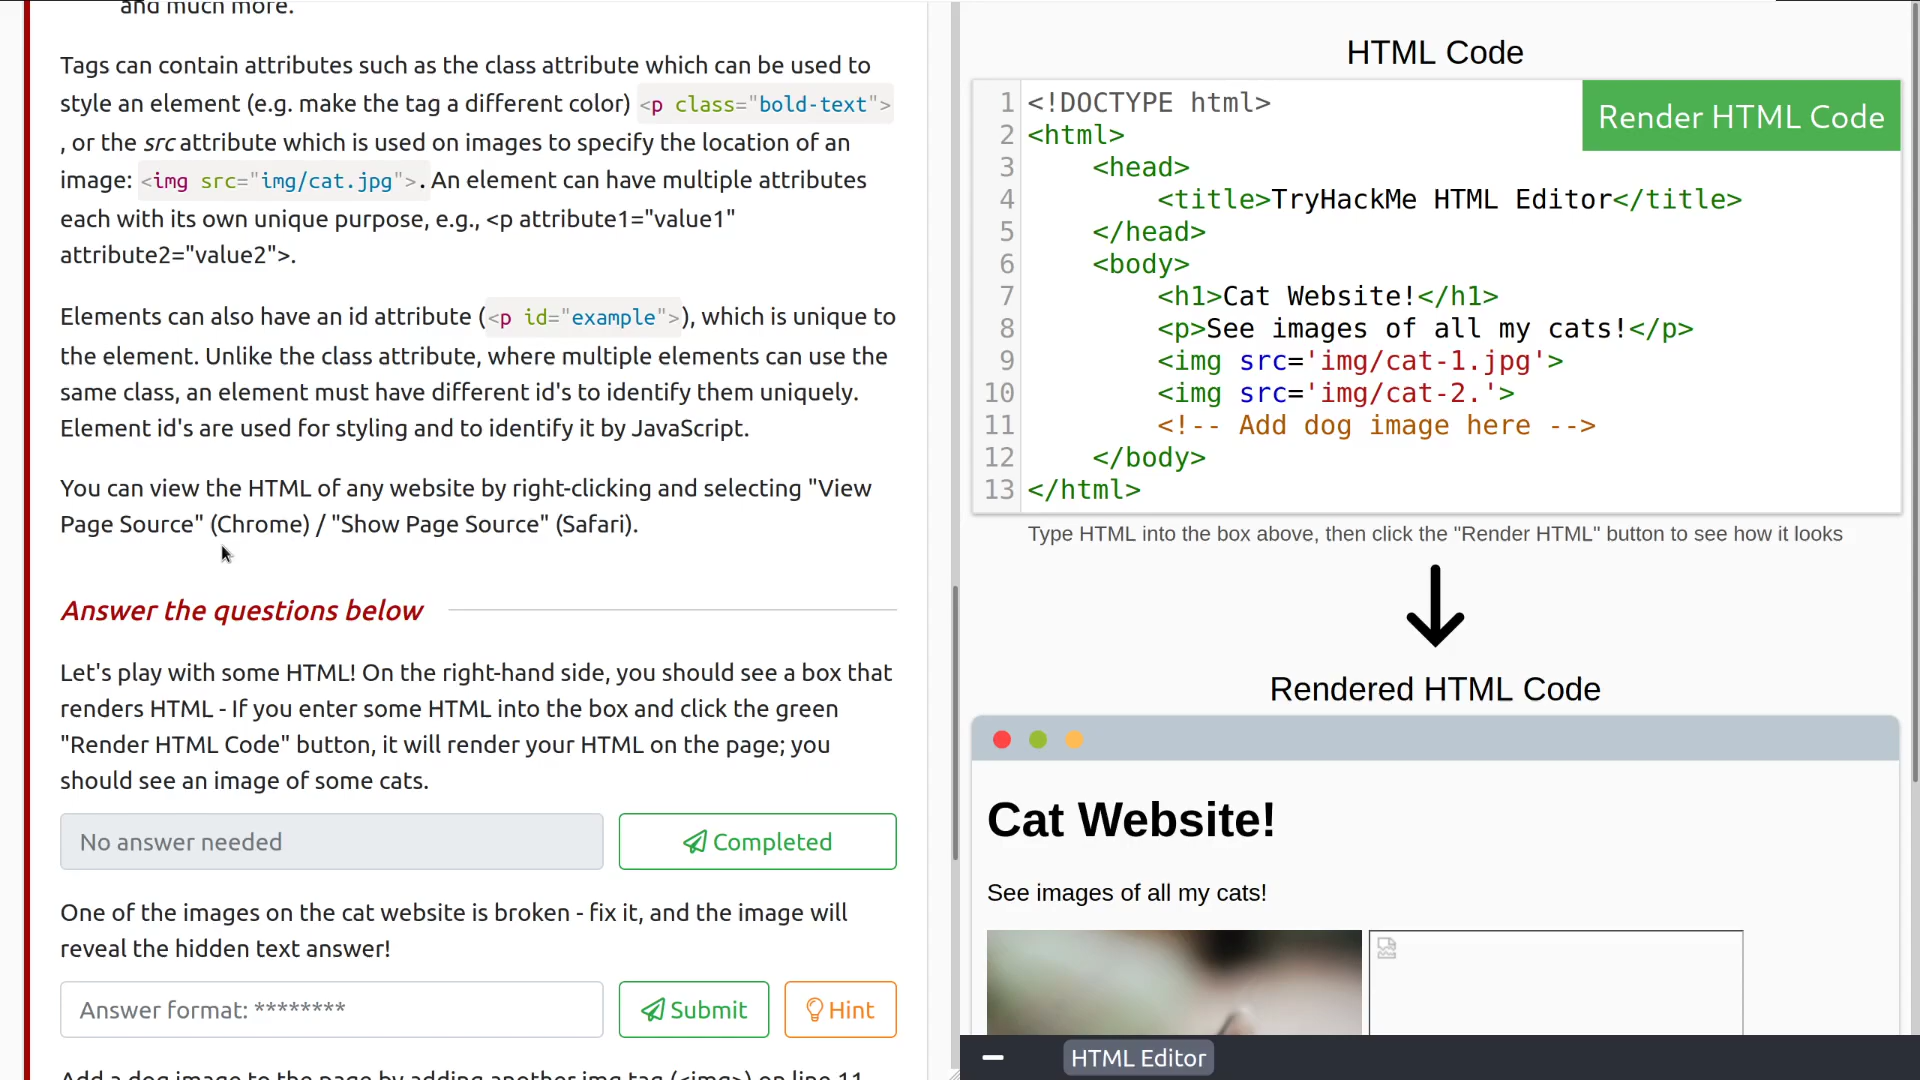 and much more.
Tags can contain attributes such as the class attribute which can be used to
style an element (e.g. make the tag a different color) <p class="bold-text">
, or the src attribute which is used on images to specify the location of an
image: <img src="img/cat.jpg">. An element can have multiple attributes
each with its own unique purpose, e.g., <p attribute1="value1"
attribute2="value2">.
Elements can also have an id attribute (<p id="example">), which is unique to
the element. Unlike the class attribute, where multiple elements can use the
same class, an element must have different id's to identify them uniquely.
Element id's are used for styling and to identify it by JavaScript.
You can view the HTML of any website by right-clicking and selecting "View
Page Source" (Chrome) / "Show Page Source" (Safari).
Answer the questions below
Let's play with some HTML! On the right-hand side, you should see a box that
renders HTML - If you enter some HTML into the box and click the green
"Render HTML Code" button, it will render your HTML on the page; you
should see an image of some cats.
No answer needed
Completed
One of the images on the cat website is broken - fix it, and the image will
reveal the hidden text answer!
Answer format: ********
Submit
Hint
Add a dog image to the page by adding another img tag (<img>) on line 11.
HTML Code
Render HTML Code
1 <!DOCTYPE html>
2 <html>
3 <head>
4 <title>TryHackMe HTML Editor</title>
5 </head>
6 <body>
7 <h1>Cat Website!</h1>
8 <p>See images of all my cats!</p>
9 <img src='img/cat-1.jpg'>
10 <img src='img/cat-2.'>
11 <!-- Add dog image here -->
12 </body>
13 </html>
Type HTML into the box above, then click the "Render HTML" button to see how it looks
Rendered HTML Code
Cat Website!
See images of all my cats!
HTML Editor